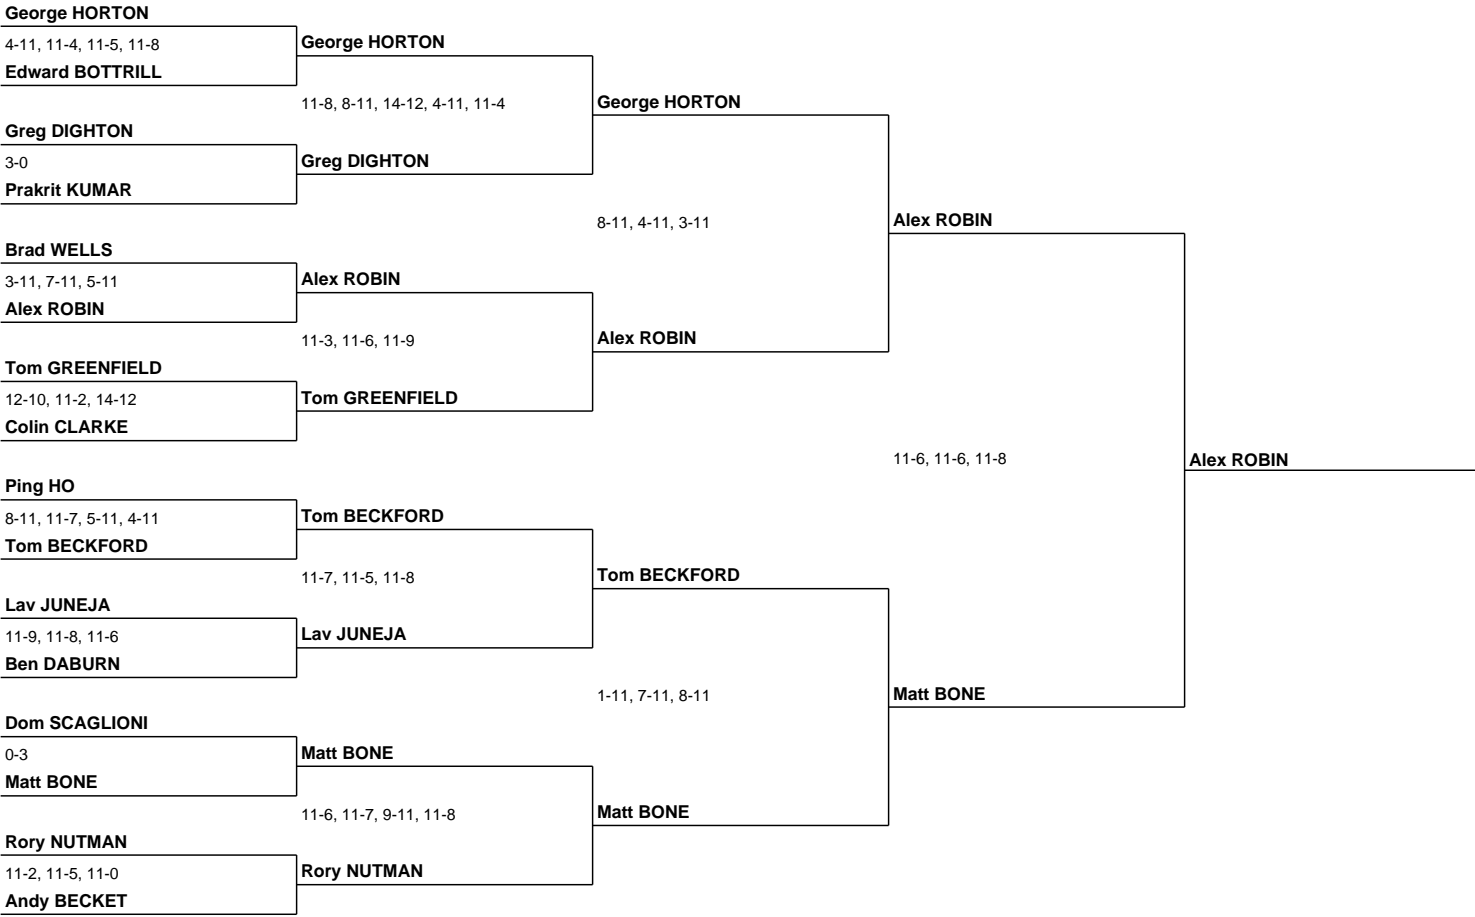 George HORTON
4-11, 11-4, 11-5, 11-8
Edward BOTTRILL
Greg DIGHTON
3-0
Prakrit KUMAR
Brad WELLS
3-11, 7-11, 5-11
Alex ROBIN
Tom GREENFIELD
12-10, 11-2, 14-12
Colin CLARKE
Ping HO
8-11, 11-7, 5-11, 4-11
Tom BECKFORD
Lav JUNEJA
11-9, 11-8, 11-6
Ben DABURN
Dom SCAGLIONI
0-3
Matt BONE
Rory NUTMAN
11-2, 11-5, 11-0
Andy BECKET
George HORTON
11-8, 8-11, 14-12, 4-11, 11-4
Greg DIGHTON
Alex ROBIN
11-3, 11-6, 11-9
Tom GREENFIELD
Tom BECKFORD
11-7, 11-5, 11-8
Lav JUNEJA
Matt BONE
11-6, 11-7, 9-11, 11-8
Rory NUTMAN
George HORTON
8-11, 4-11, 3-11
Alex ROBIN
Tom BECKFORD
1-11, 7-11, 8-11
Matt BONE
Alex ROBIN
11-6, 11-6, 11-8
Matt BONE
Alex ROBIN